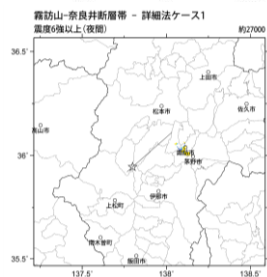 霧訪山-奈良井断層帯 - 詳細法ケース1
震度6強以上(夜間) 約27000
36.5°
上田市
佐久市
松本市
高山市
36°
茅野市
上松町
伊那市
南木曽町
飯田市
35.5°
137.5° 138° 138.5°